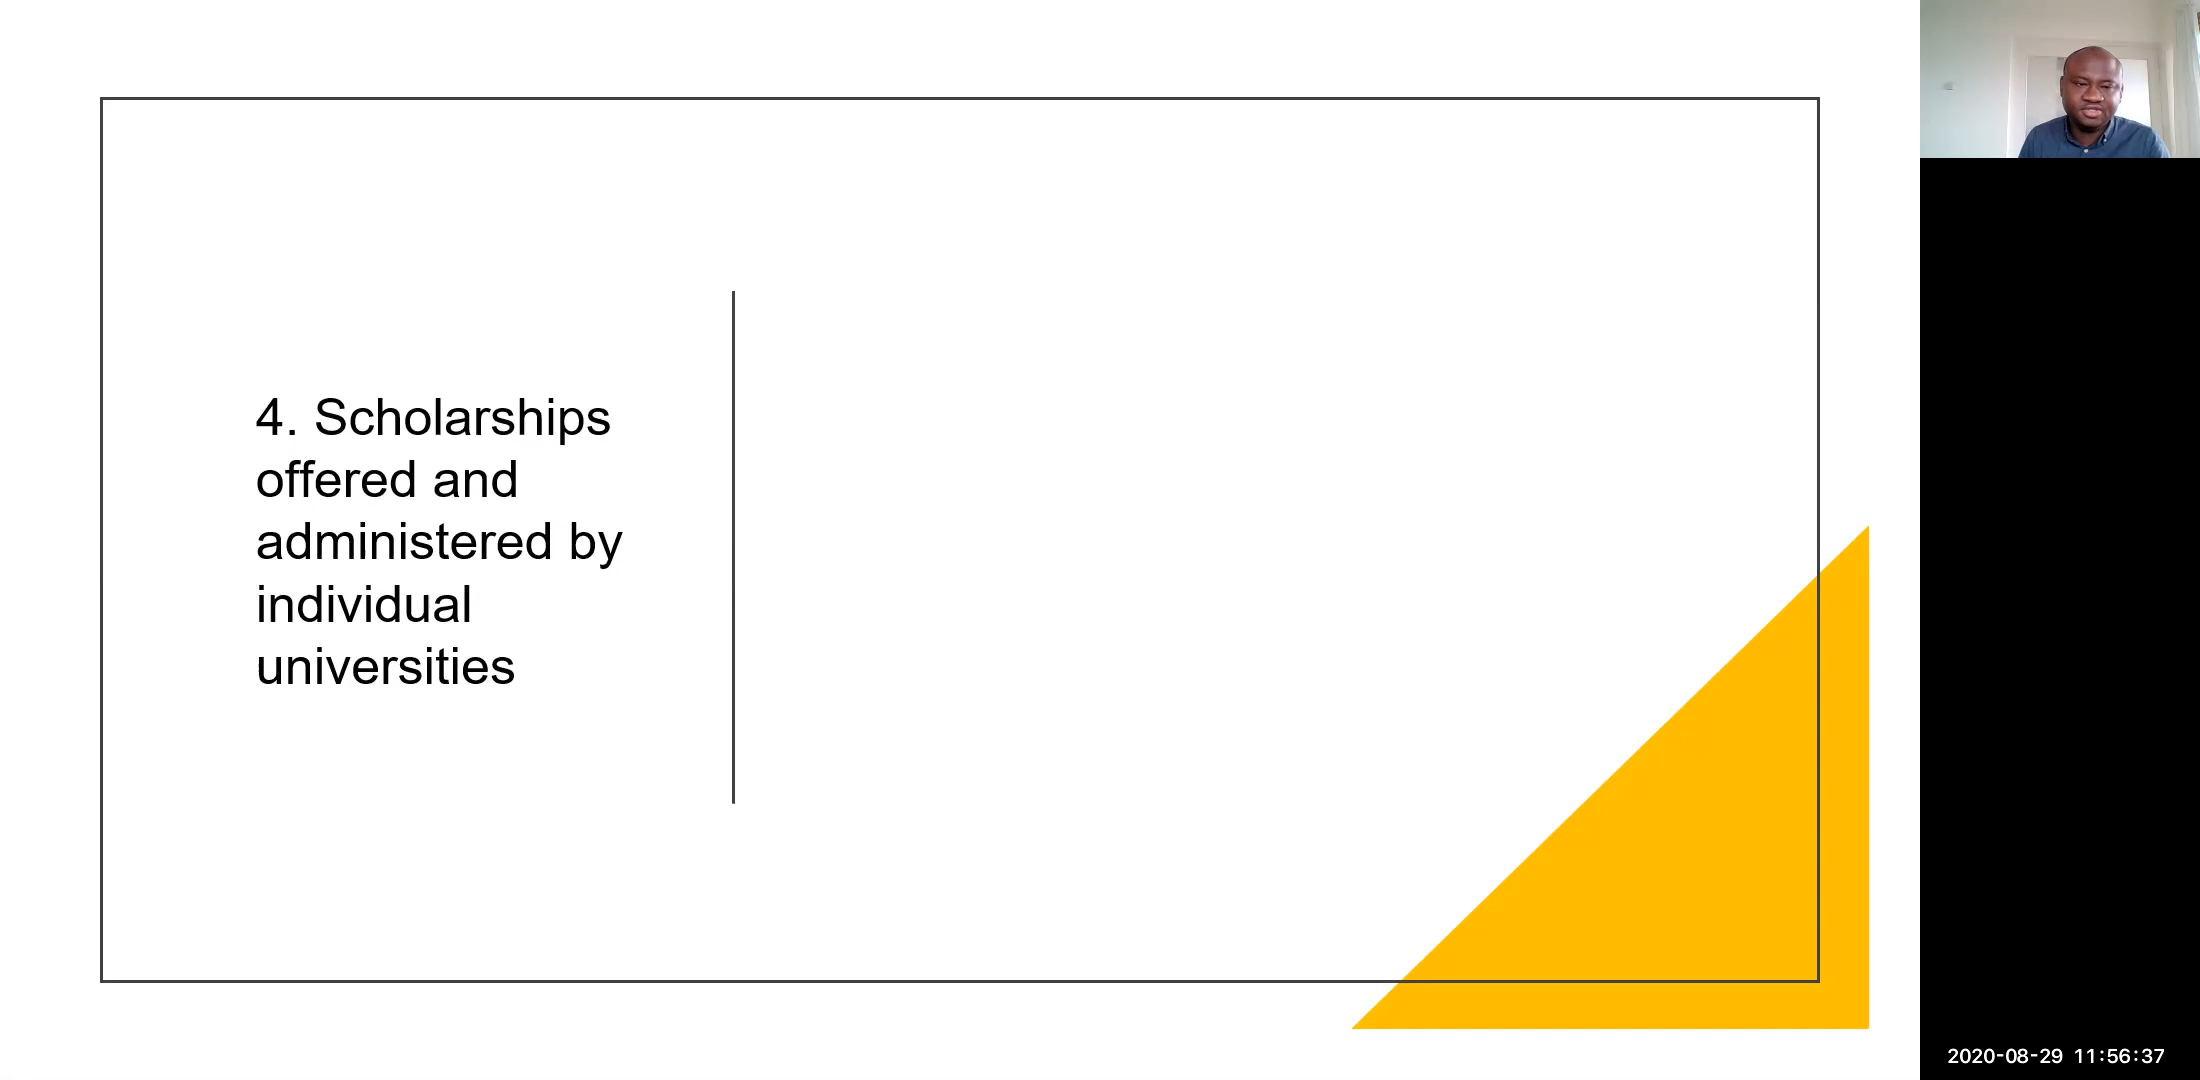 4. Scholarships
offered and
administered by
individual
universities
2020-08-29 11:56:37